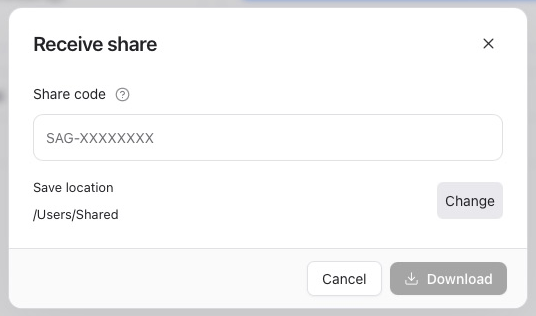 Receive share
Share code
SAG-XXXXXXXX
Save location
/Users/Shared
Change
Cancel
Download